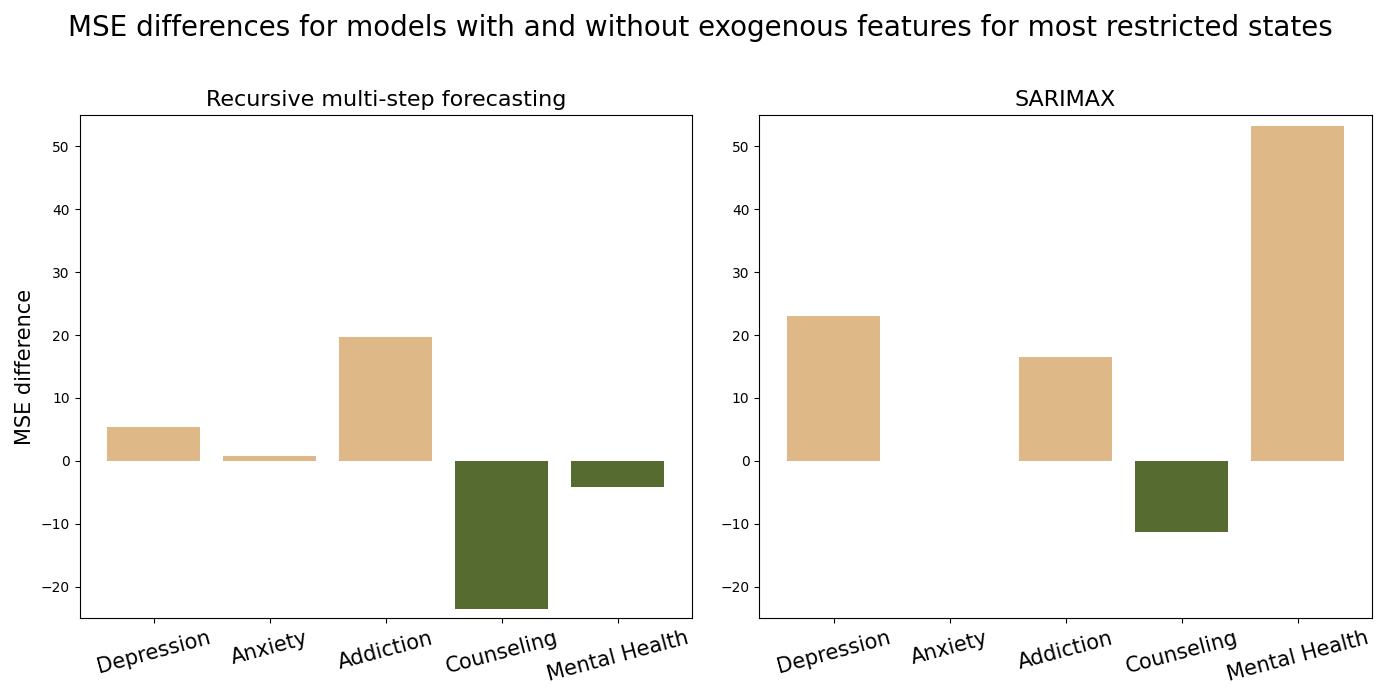 MSE differences for models with and without exogenous features for most restricted states
Recursive multi-step forecasting
MSE difference
50
40
30
20
10
0
−10
−20
Depression
Anxiety
Addiction
Counseling
Mental Health
SARIMAX
50
40
30
20
10
0
−10
−20
Depression
Anxiety
Addiction
Counseling
Mental Health